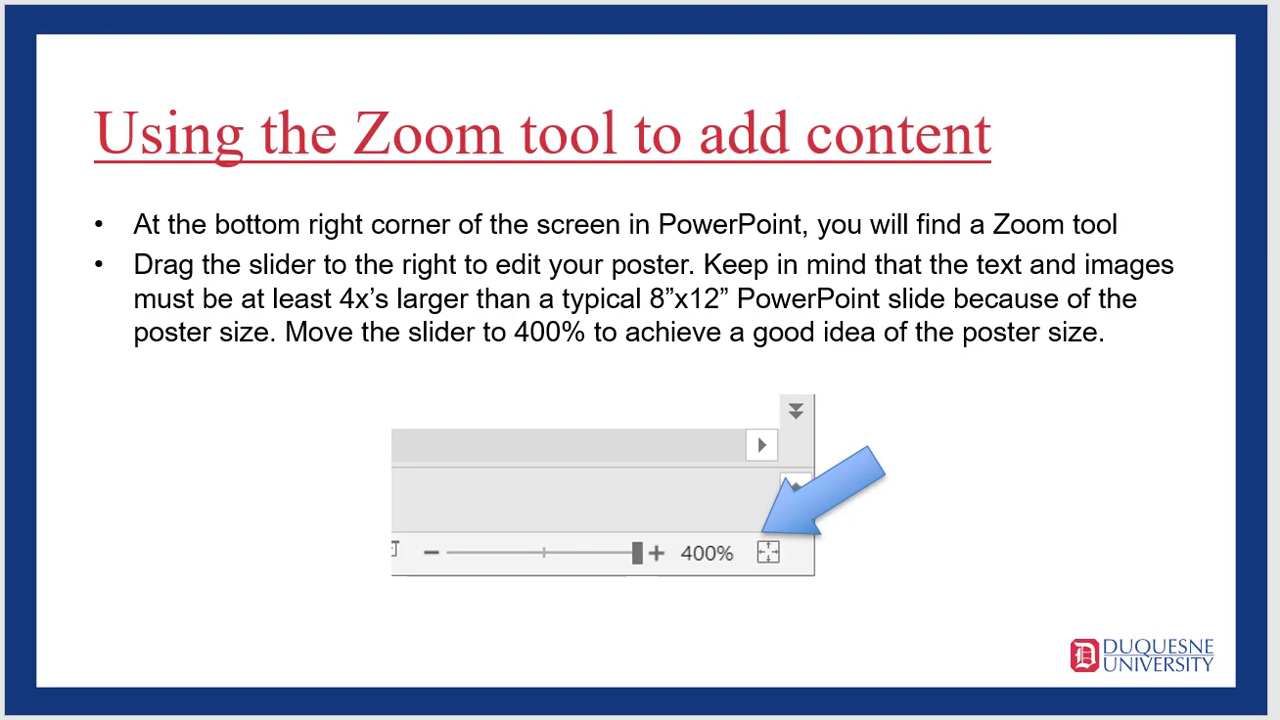 Using the Zoom tool to add content
• At the bottom right corner of the screen in PowerPoint, you will find a Zoom tool
• Drag the slider to the right to edit your poster. Keep in mind that the text and images
must be at least 4x’s larger than a typical 8”x12” PowerPoint slide because of the
poster size. Move the slider to 400% to achieve a good idea of the poster size.
400%
D DUQUESNE
UNIVERSITY